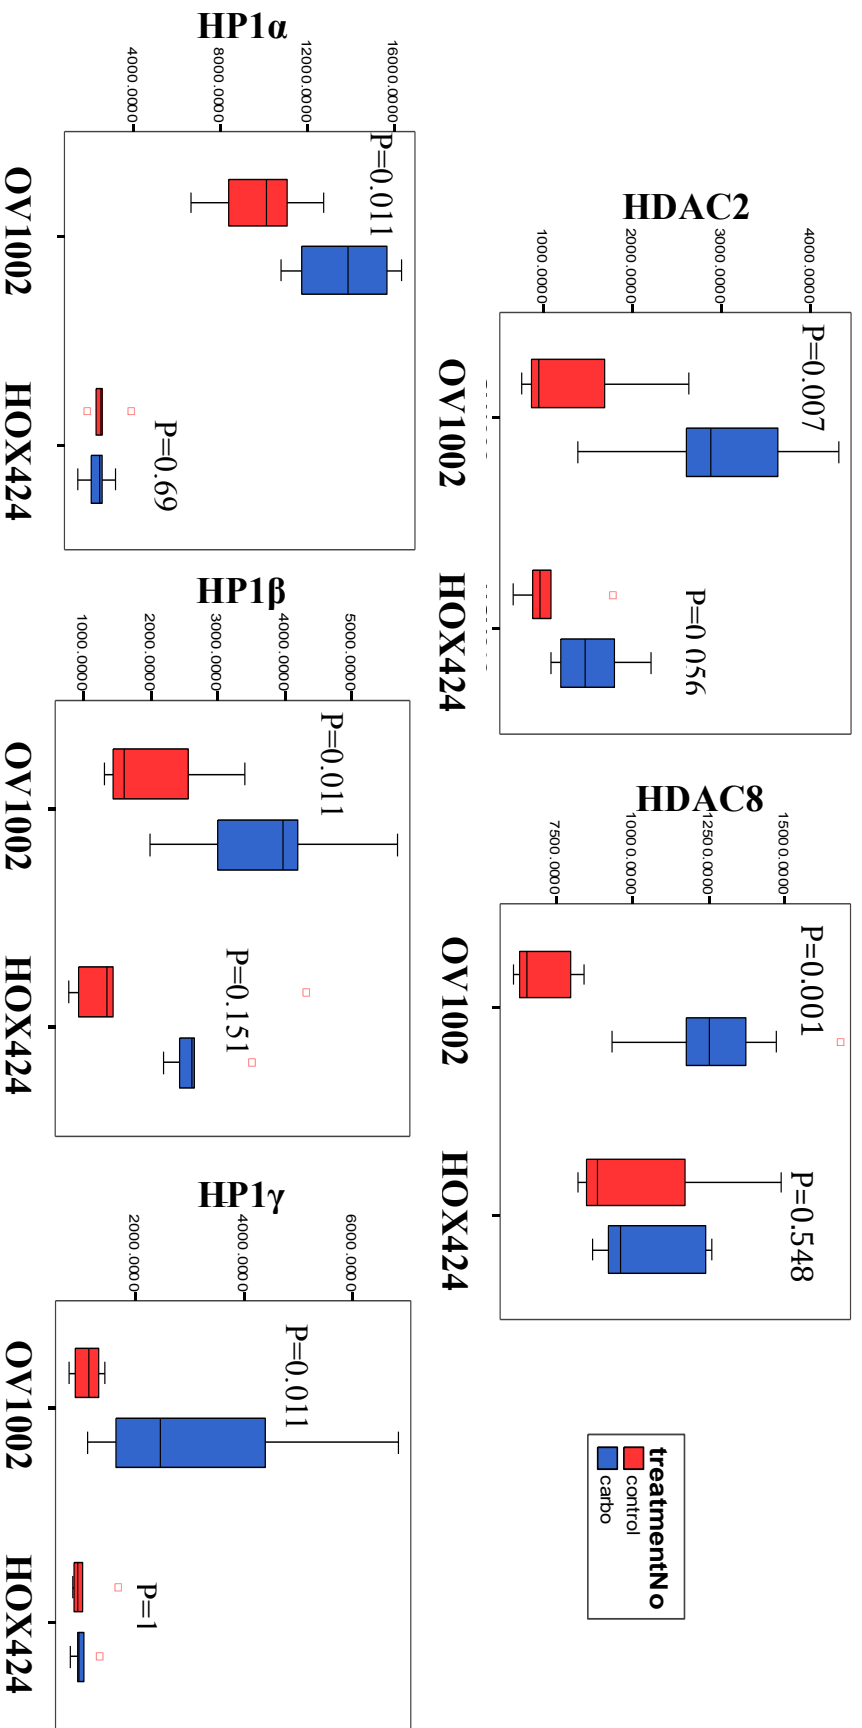 HDAC2
4000.0000
3000.0000
2000.0000
1000.0000
P=0.007
P=0.056
OV1002
HOX424
HDAC8
15000.0000
12500.0000
10000.0000
7500.0000
P=0.001
P=0.548
OV1002
HOX424
treatmentNo
control
carbo
HP1α
16000.0000
12000.0000
8000.0000
4000.0000
P=0.011
P=0.69
OV1002
HOX424
HP1β
5000.0000
4000.0000
3000.0000
2000.0000
1000.0000
P=0.011
P=0.151
OV1002
HOX424
HP1γ
6000.0000
4000.0000
2000.0000
P=0.011
P=1
OV1002
HOX424